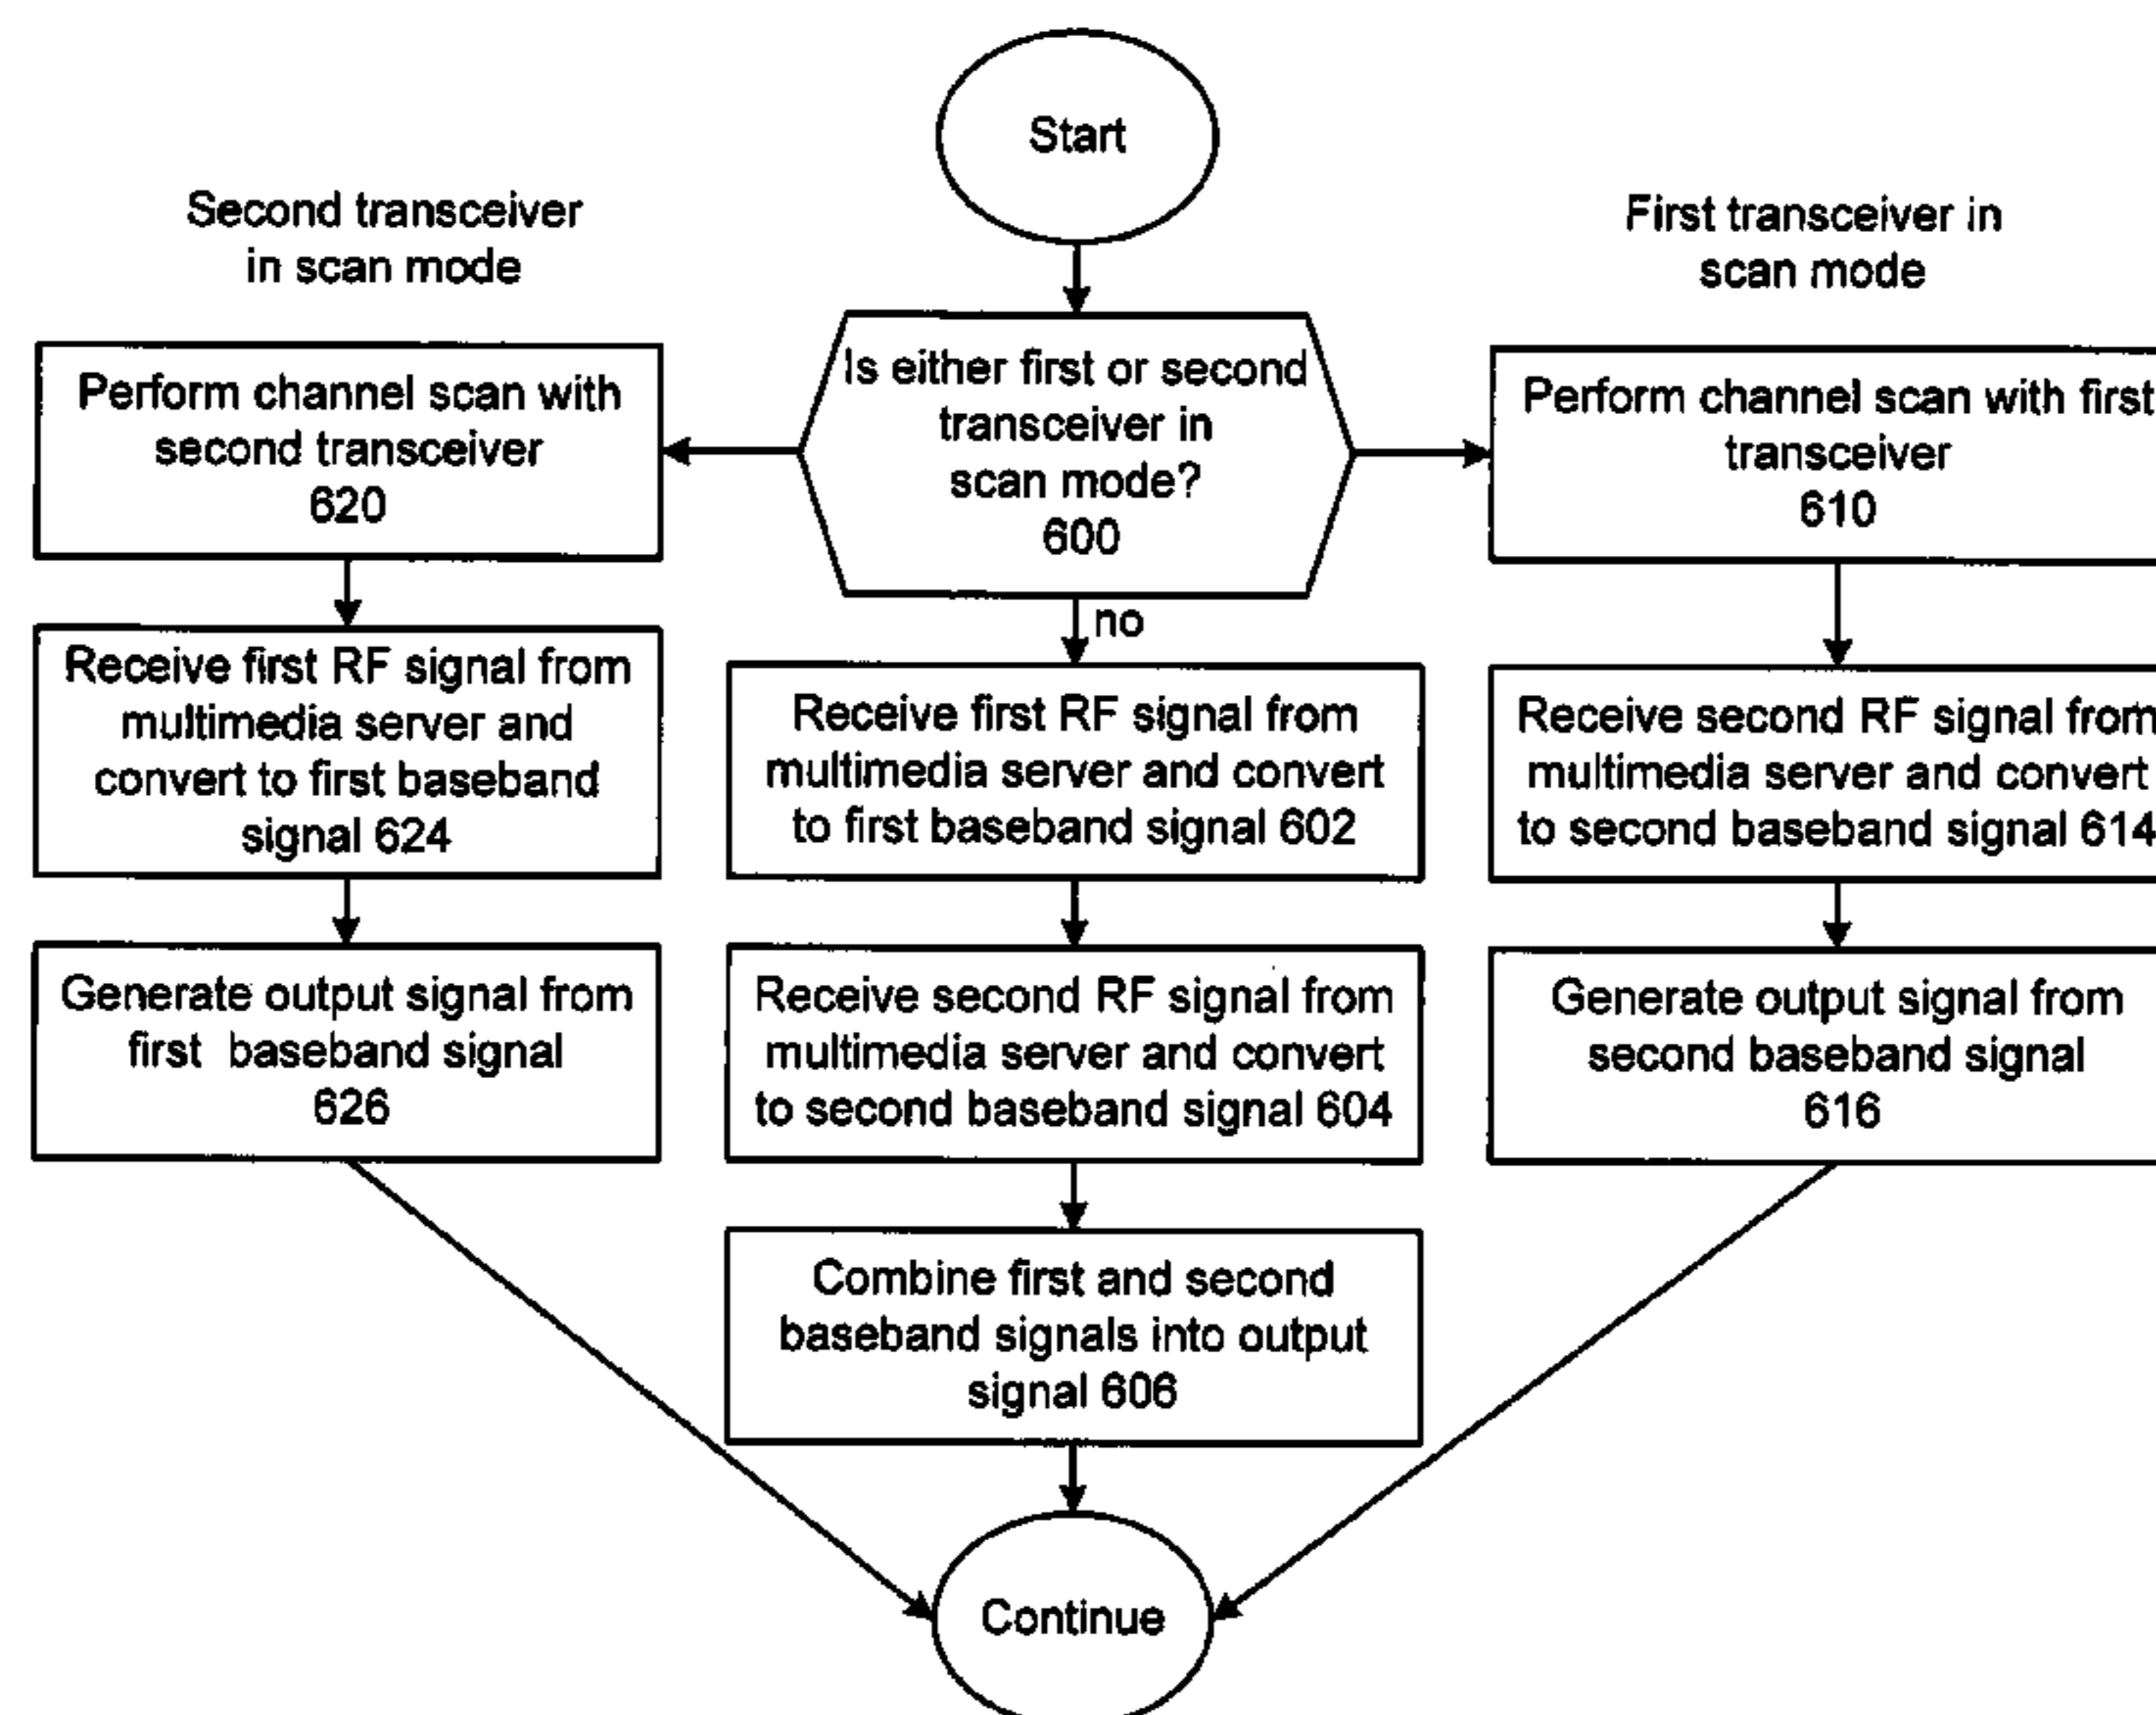 Start
Second transceiver
in scan mode
First transceiver in
scan mode
Is either first or second
transceiver in
scan mode?
600
Perform channel scan with
second transceiver
620
Perform channel scan with first
transceiver
610
no
Receive first RF signal from
multimedia server and
convert to first baseband
signal 624
Receive first RF signal from
multimedia server and convert
to first baseband signal 602
Receive second RF signal from
multimedia server and convert
to second baseband signal 614
Generate output signal from
first baseband signal
626
Receive second RF signal from
multimedia server and convert
to second baseband signal 604
Generate output signal from
second baseband signal
616
Combine first and second
baseband signals into output
signal 606
Continue